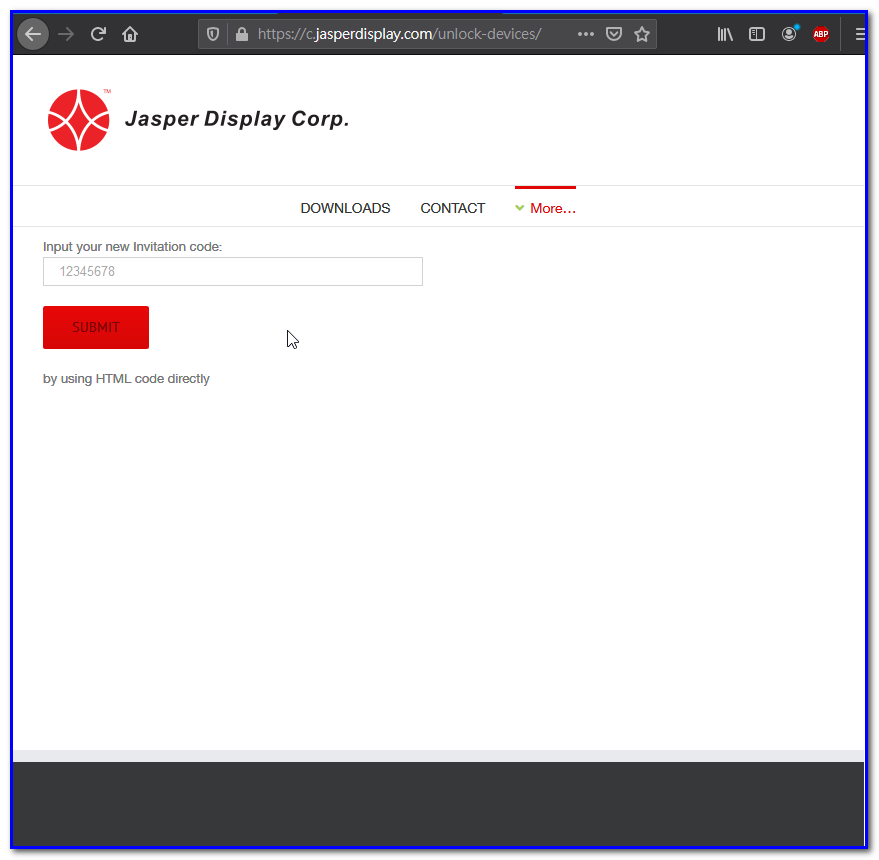 https://c.jasperdisplay.com/unlock-devices/
ABP
TM
Jasper Display Corp.
DOWNLOADS CONTACT More...
Input your new Invitation code:
12345678
SUBMIT
by using HTML code directly